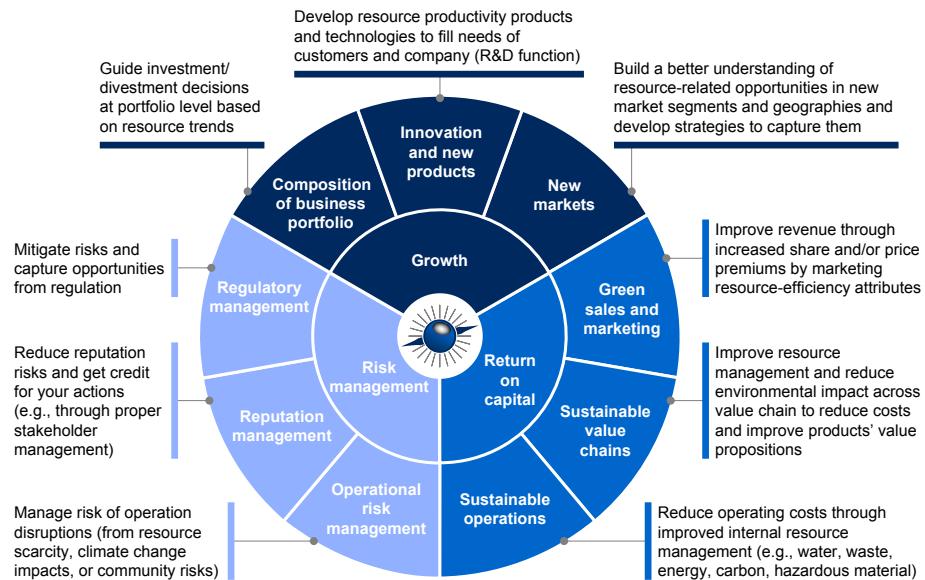 Develop resource productivity products
and technologies to fill needs of
customers and company (R&D function)
Guide investment/
divestment decisions
at portfolio level based
on resource trends
Build a better understanding of
resource-related opportunities in new
market segments and geographies and
develop strategies to capture them
Innovation
and new
products
Composition
of business
portfolio
New
markets
Growth
Mitigate risks and
capture opportunities
from regulation
Regulatory
management
Improve revenue through
increased share and/or price
premiums by marketing
resource-efficiency attributes
Green
sales and
marketing
Reduce reputation
risks and get credit
for your actions
(e.g., through proper
stakeholder
management)
Risk
management
Return
on
capital
Improve resource
management and reduce
environmental impact across
value chain to reduce costs
and improve products’ value
propositions
Reputation
management
Sustainable
value
chains
Operational
risk
management
Sustainable
operations
Manage risk of operation
disruptions (from resource
scarcity, climate change
impacts, or community risks)
Reduce operating costs through
improved internal resource
management (e.g., water, waste,
energy, carbon, hazardous material)